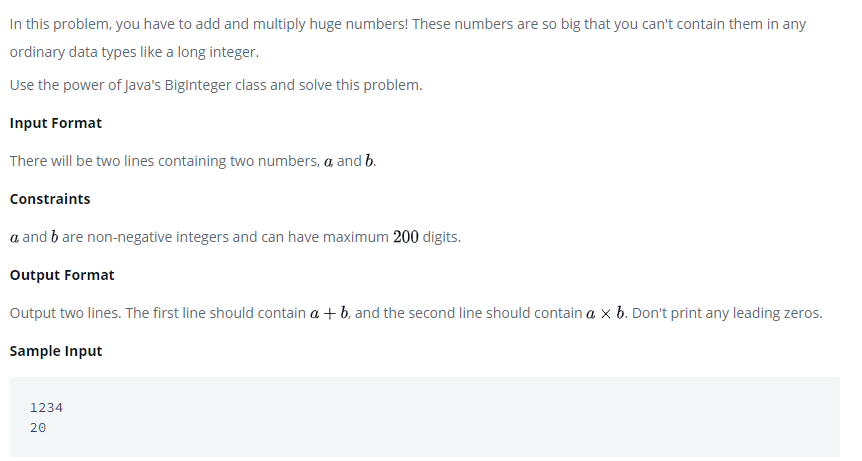 In this problem, you have to add and multiply huge numbers! These numbers are so big that you can't contain them in any
ordinary data types like a long integer.
Use the power of Java's BigInteger class and solve this problem.
Input Format
There will be two lines containing two numbers, a and b.
Constraints
a and b are non-negative integers and can have maximum 200 digits.
Output Format
Output two lines. The first line should contain a + b, and the second line should contain a × b. Don't print any leading zeros.
Sample Input
1234
20